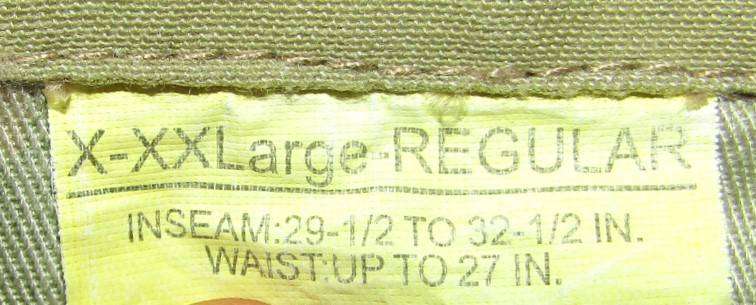 X-XXLarge-REGULAR
INSEAM:29-1/2 TO 32-1/2 IN.
WAIST:UP TO 27 IN.